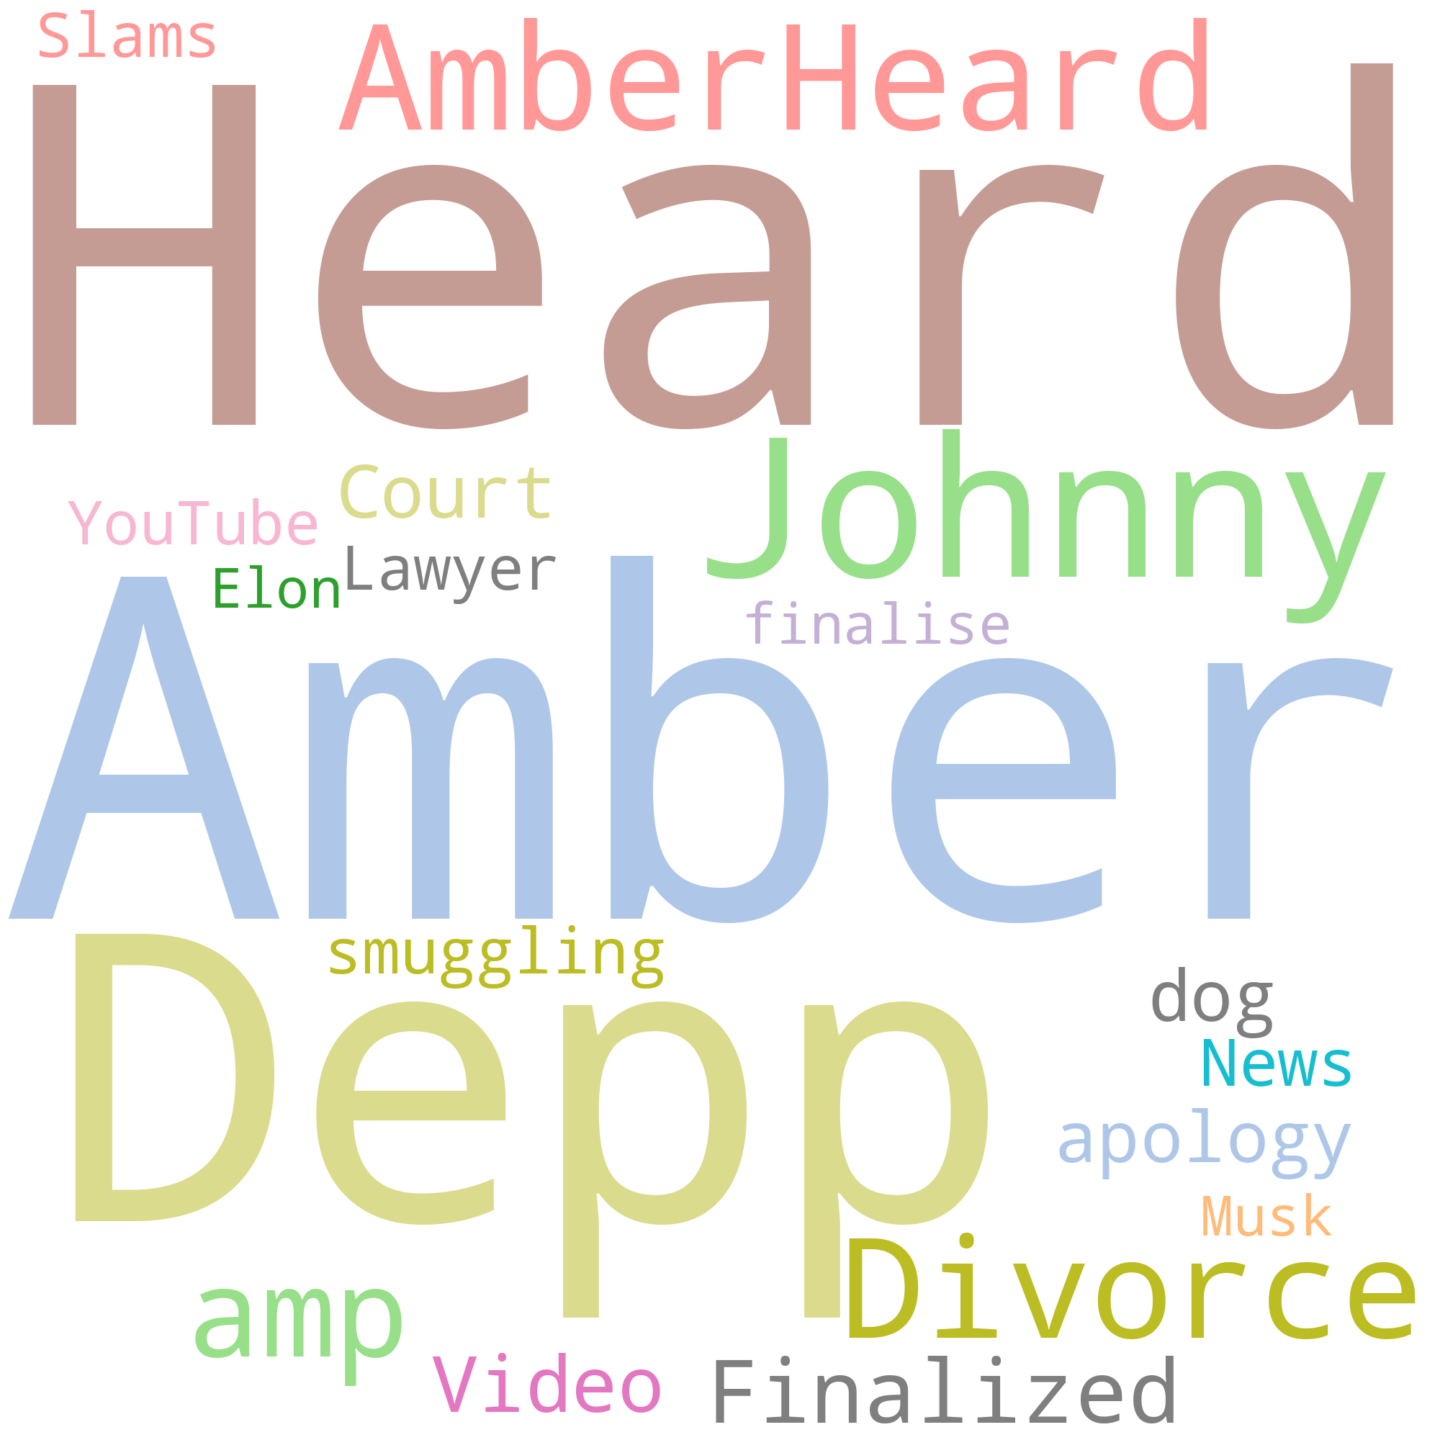 Slams
AmberHeard
Heard
Johnny
Court
YouTube
Lawyer
Elon
finalise
Amber
smuggling
Depp
dog
News
apology
Musk
Divorce
amp
Video
Finalized